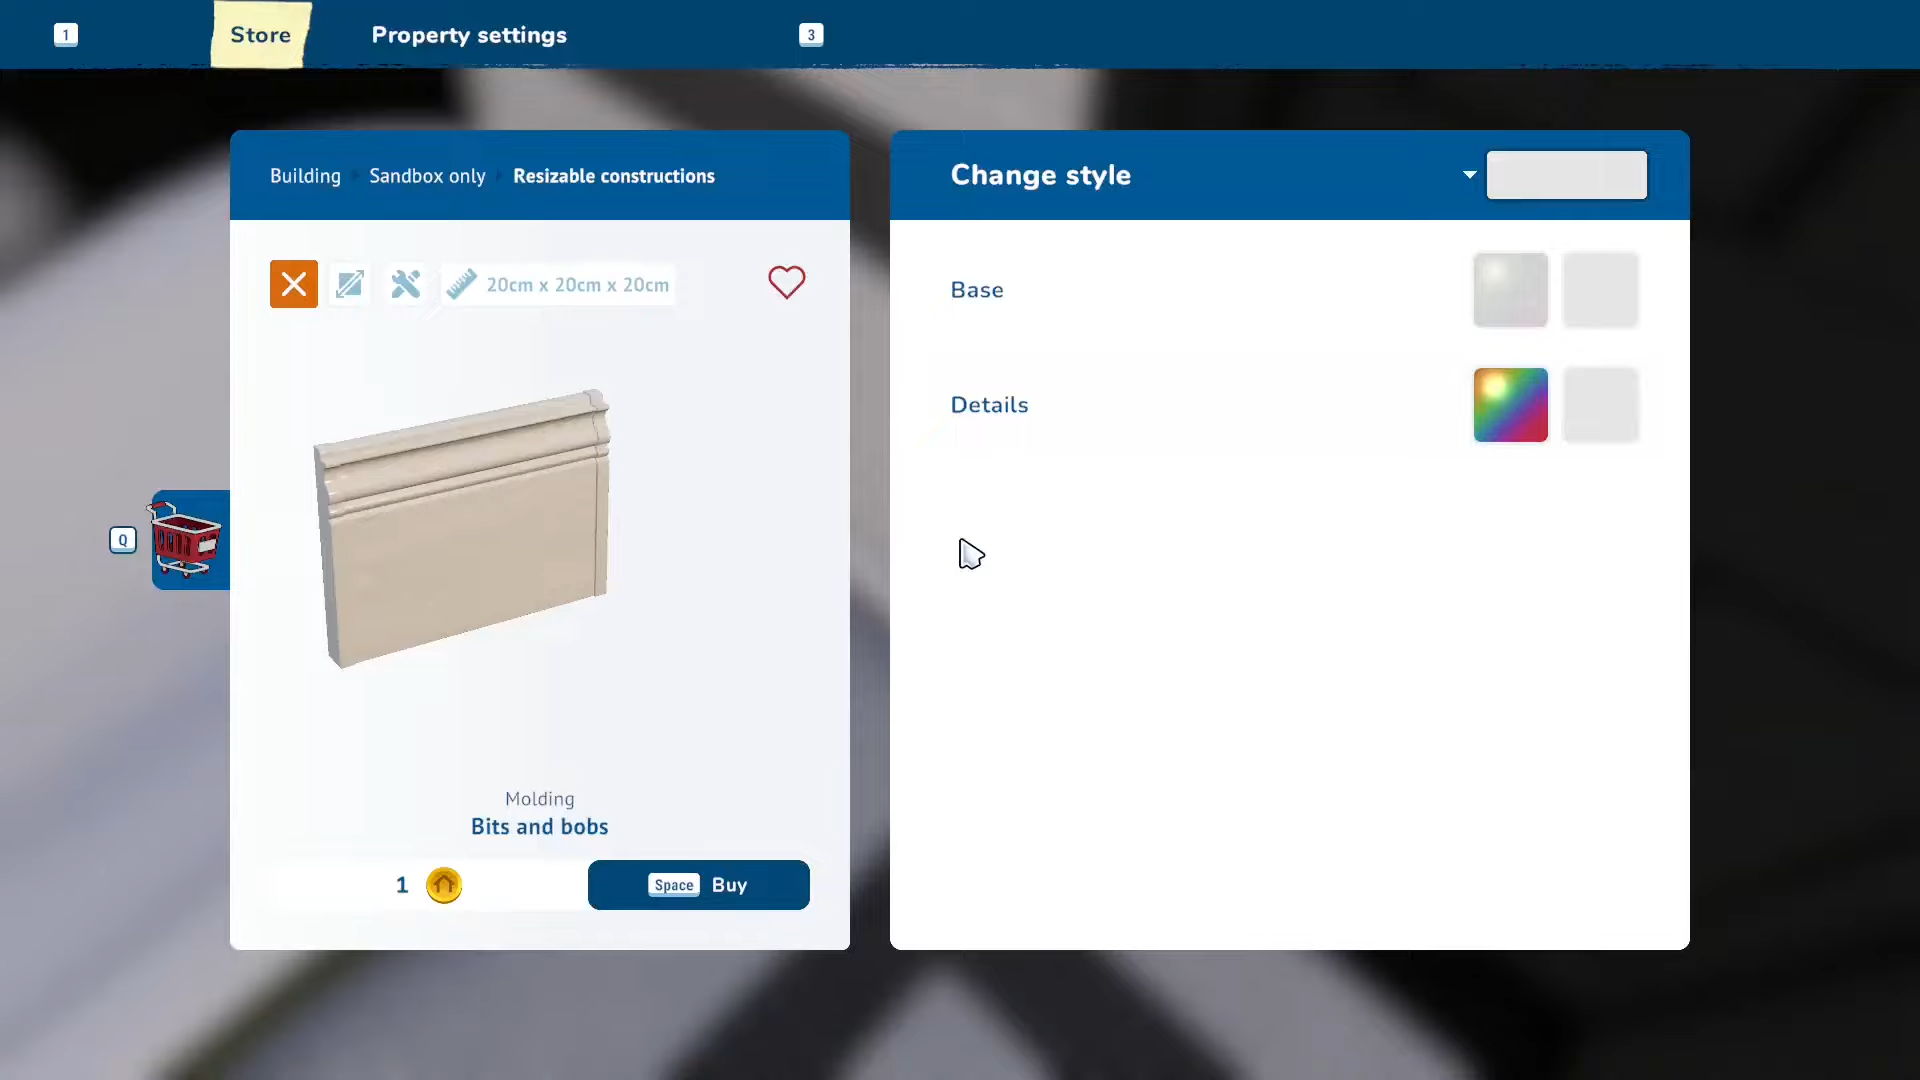 1
Store
Property settings
3
Building
Sandbox only
Resizable constructions
Change style
20cm x 20cm x 20cm
Base
Details
Q
Molding
Bits and bobs
1
Space
Buy